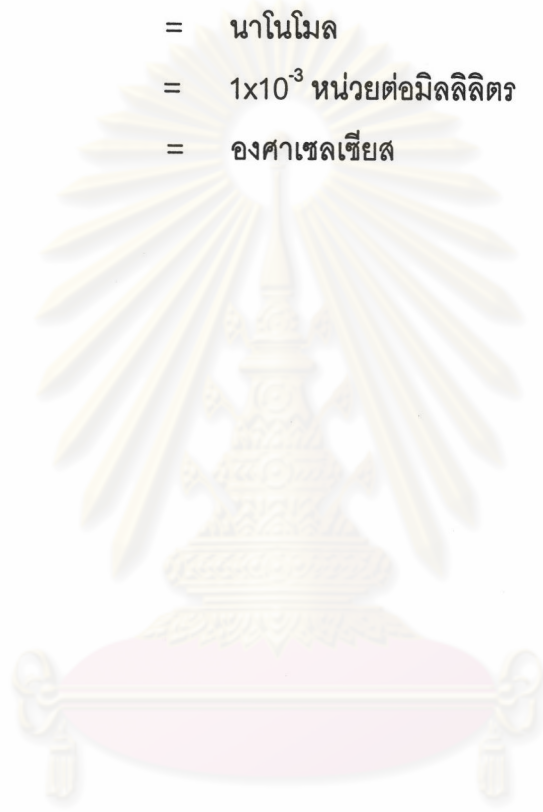 = นาโนโมล
= 1x10⁻³ หน่วยต่อมิลลิลิตร
= องศาเซลเซียส